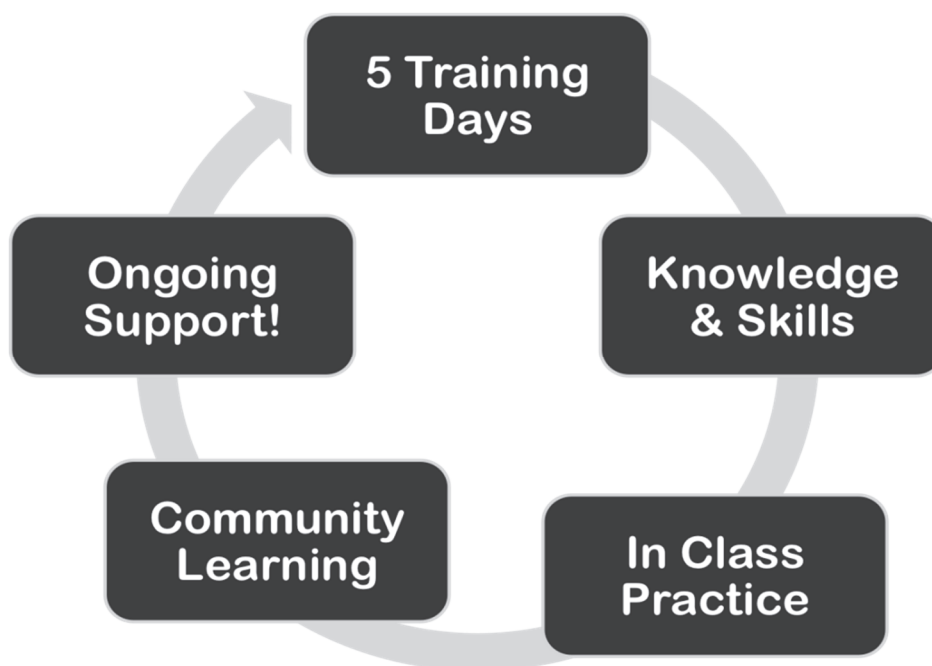 5 Training
Days
Knowledge
& Skills
In Class
Practice
Community
Learning
Ongoing
Support!